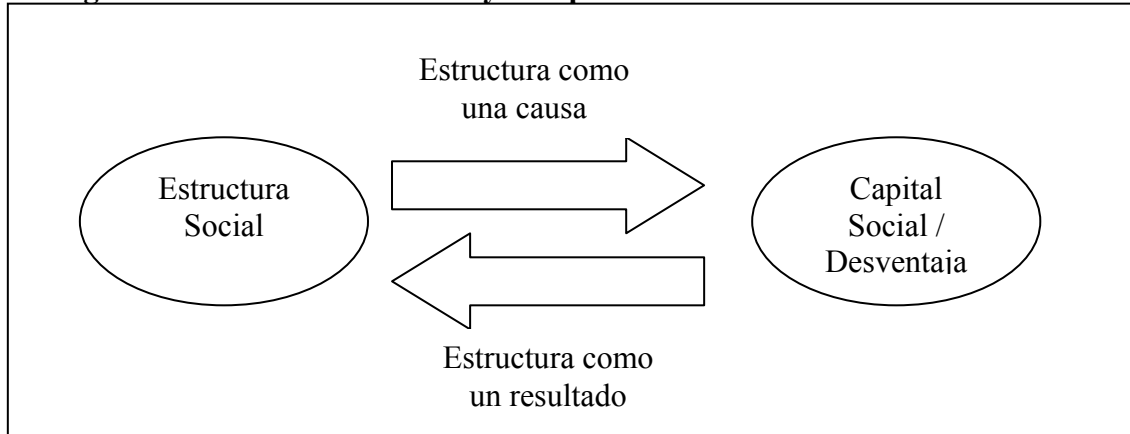 y
Estructura como
una causa
Estructura
Social
Capital
Social /
Desventaja
Estructura como
un resultado